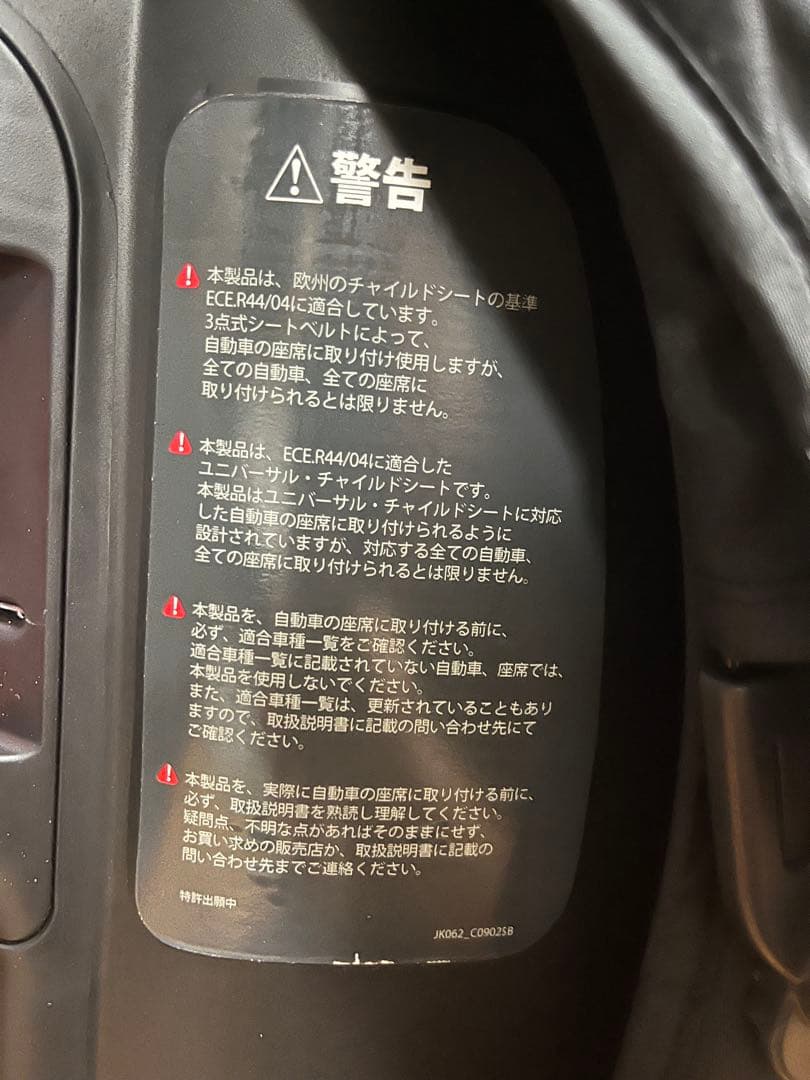 警告
本製品は、欧州のチャイルドシートの基準
ECE.R44/04に適合しています。
3点式シートベルトによって、
自動車の座席に取り付け使用しますが、
全ての自動車、全ての座席に
取り付けられるとは限りません。
本製品は、ECE.R44/04に適合した
ユニバーサル・チャイルドシートです。
本製品はユニバーサル・チャイルドシートに対応
した自動車の座席に取り付けられるように
設計されていますが、対応する全ての自動車、
全ての座席に取り付けられるとは限りません。
本製品を、自動車の座席に取り付ける前に、
必ず、適合車種一覧をご確認ください。
適合車種一覧に記載されていない自動車、座席では、
本製品を使用しないでください。
また、適合車種一覧は、更新されていることもあり
ますので、取扱説明書に記載の問い合わせ先にて
ご確認ください。
本製品を、実際に自動車の座席に取り付ける前に、
必ず、取扱説明書を熟読し理解してください。
疑問点、不明な点があればそのままにせず、
お買い求めの販売店か、取扱説明書に記載の
問い合わせ先までご連絡ください。
特許出願中
JK062_C0902SB